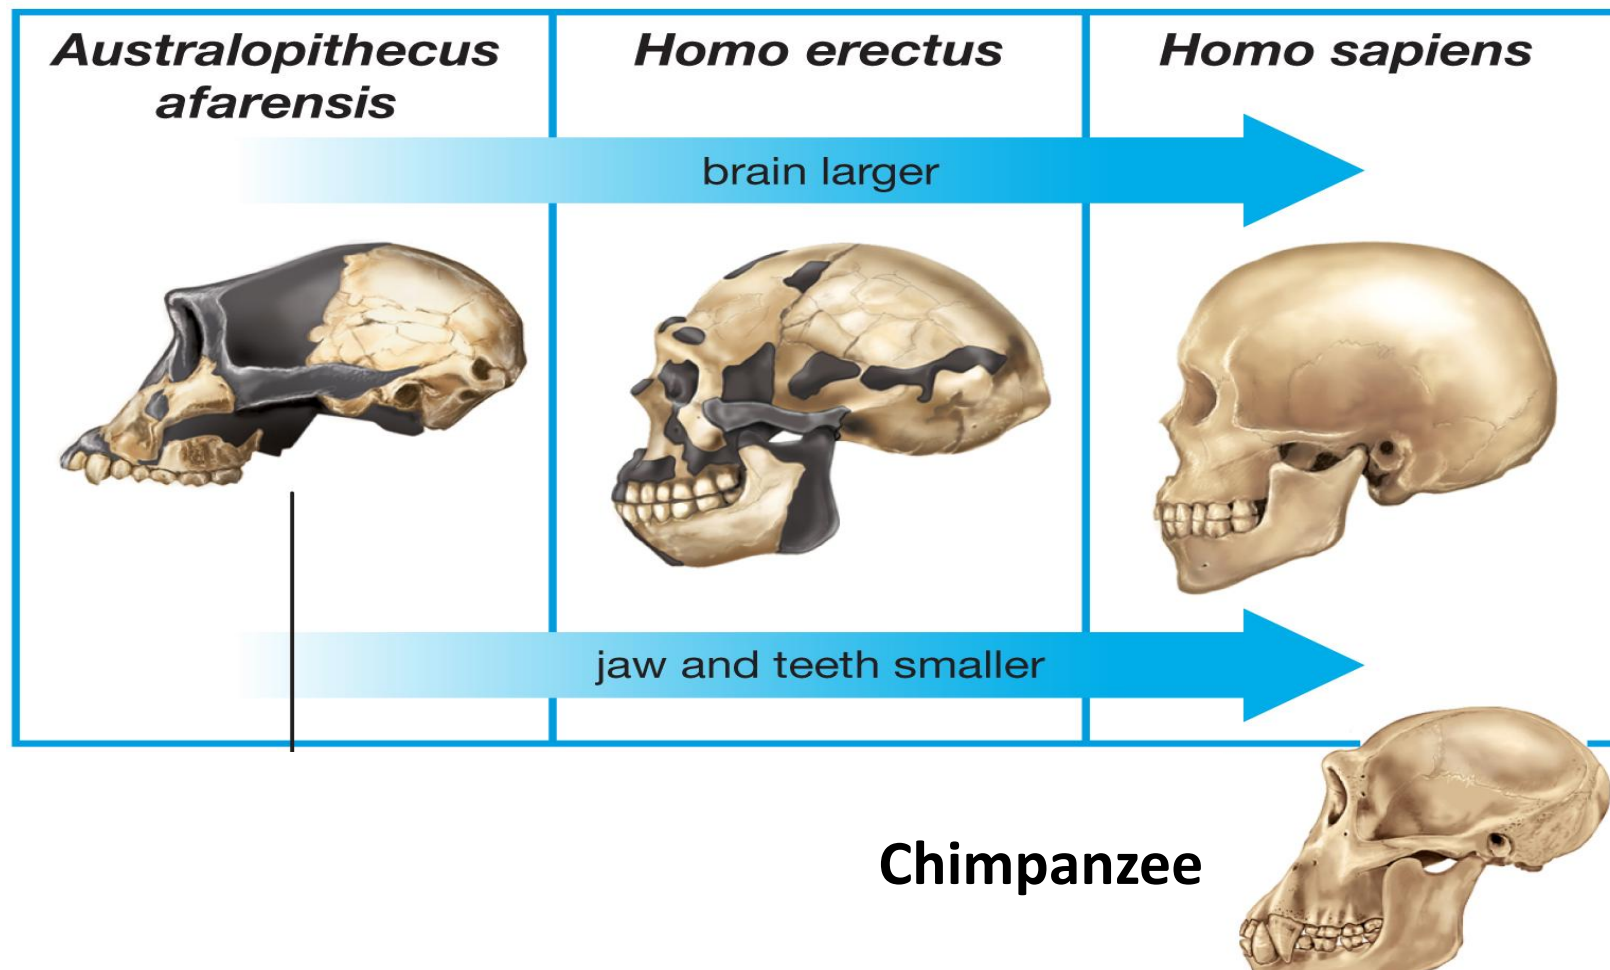 Australopithecus
afarensis
Homo erectus
Homo sapiens
brain larger
jaw and teeth smaller
Chimpanzee